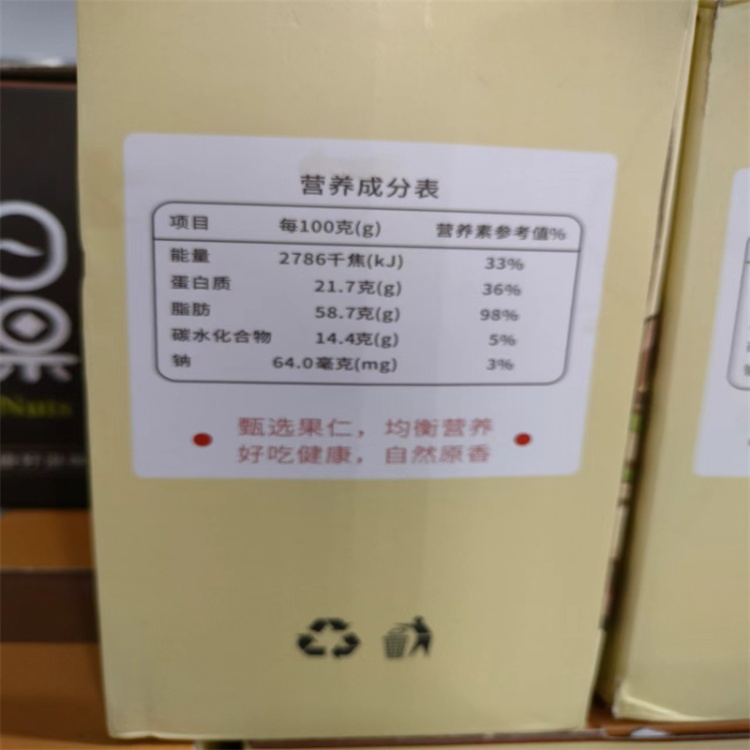 营养成分表
项目 每100克(g) 营养素参考值%
能量 2786千焦(kJ) 33%
蛋白质 21.7克(g) 36%
脂肪 58.7克(g) 98%
碳水化合物 14.4克(g) 5%
钠 64.0毫克(mg) 3%
甄选果仁，均衡营养
好吃健康，自然原香
Nuts